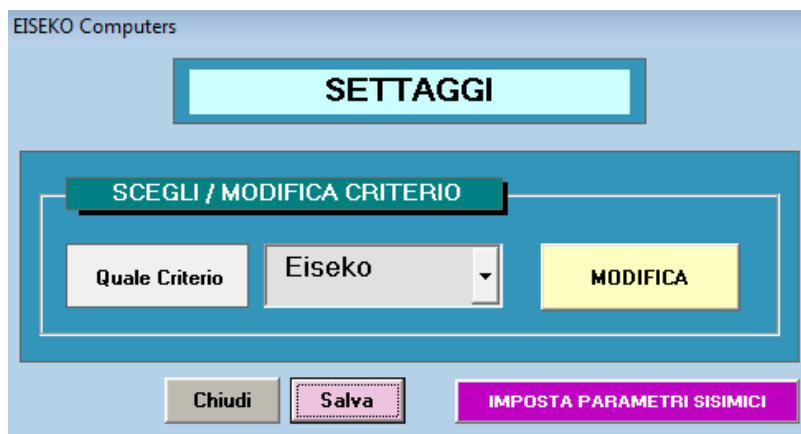 EISEKO Computers
SETTAGGI
SCEGLI / MODIFICA CRITERIO
Quale Criterio
Eiseko
MODIFICA
Chiudi
Salva
IMPOSTA PARAMETRI SISIMICI